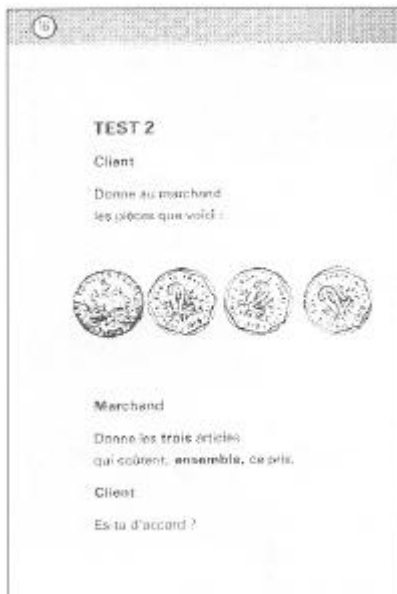 TEST 2
Client
Donne au marchand
les pièces que voici :
Marchand
Donne les trois articles
qui coûtent, ensemble, ce prix.
Client
Es-tu d'accord ?